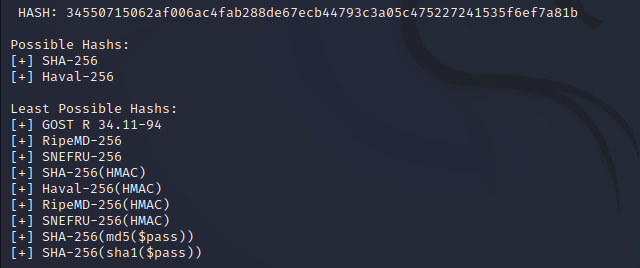 HASH: 34550715062af006ac4fab288de67ecb44793c3a05c475227241535f6ef7a81b
Possible Hashs:
[+] SHA-256
[+] Haval-256
Least Possible Hashs:
[+] GOST R 34.11-94
[+] RipeMD-256
[+] SNEFRU-256
[+] SHA-256(HMAC)
[+] Haval-256(HMAC)
[+] RipeMD-256(HMAC)
[+] SNEFRU-256(HMAC)
[+] SHA-256(md5($pass))
[+] SHA-256(sha1($pass))